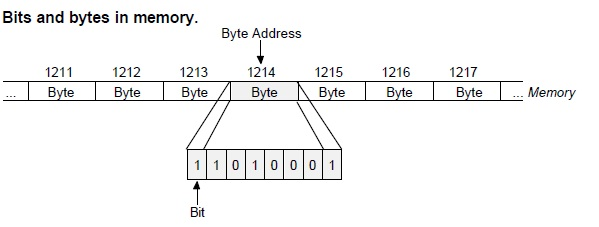 Bits and bytes in memory.
Byte Address
1211 1212 1213 1214 1215 1216 1217
... Byte Byte Byte Byte Byte Byte Byte ... Memory
1 1 0 1 0 0 0 1
Bit